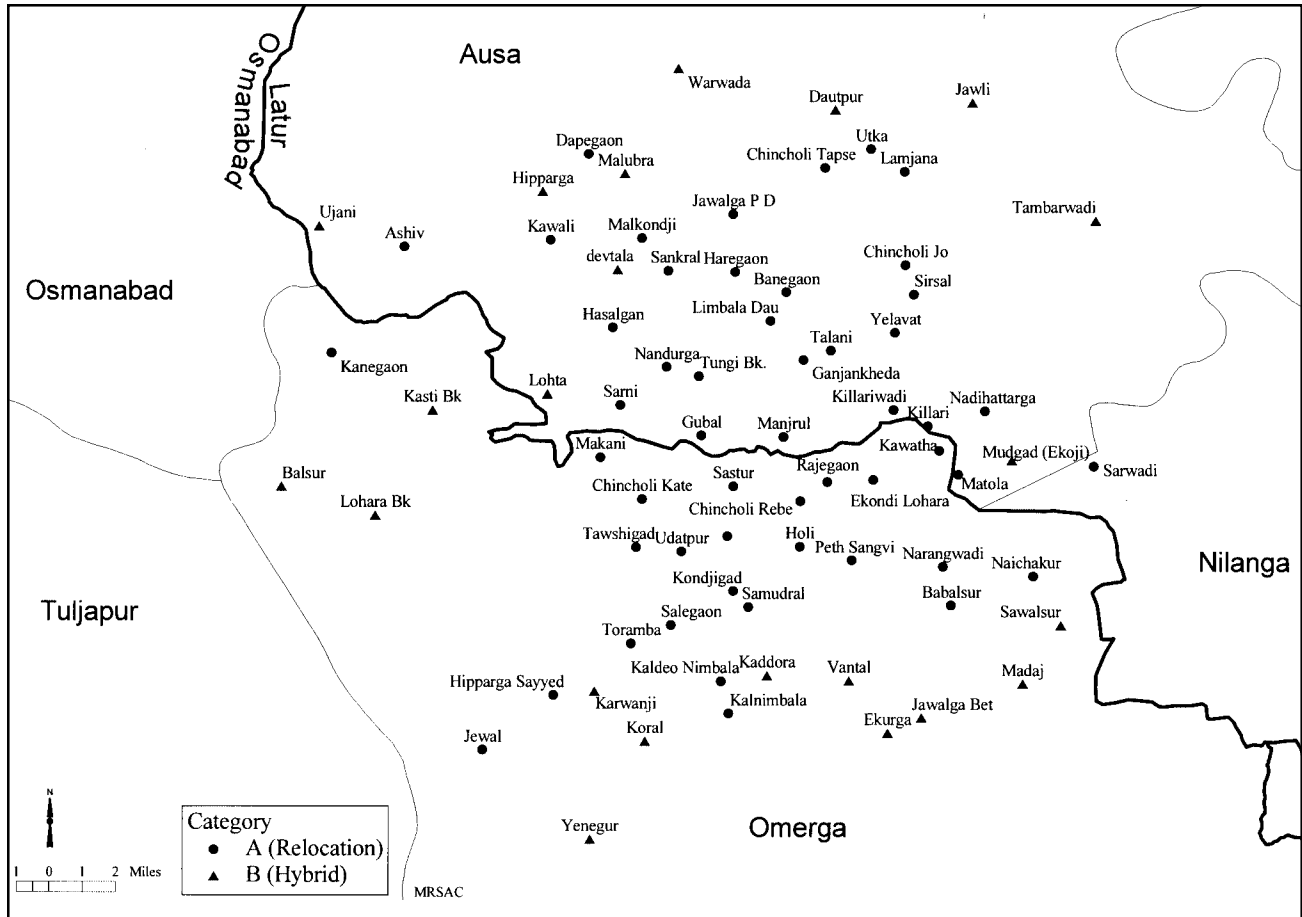 Ausa
Osmanabad
Latur
Warwada
Dautpur
Jawli
Utka
Dapegaon
Malubra
Chincholi Tapse
Lamjana
Hipparga
Jawalga P D
Ujani
Ashiv
Kawali
Malkondji
Tambarwadi
devtala
Sankral
Haregaon
Chincholi Jo
Banegaon
Sirsal
Osmanabad
Hasalgan
Limbala Dau
Yelavat
Talani
Kanegaon
Nandurga
Tungi Bk.
Ganjankheda
Kasti Bk
Lohta
Sarni
Killariwadi
Killari
Nadihattarga
Gubal
Manjrul
Makani
Kawatha
Mudgad (Ekoji)
Sarwadi
Balsur
Sastur
Rajegaon
Matola
Lohara Bk
Chincholi Kate
Chincholi Rebe
Ekondi Lohara
Tawshigad
Udatpur
Holi
Peth Sangvi
Narangwadi
Naichakur
Nilanga
Kondjigad
Samudral
Babalsur
Sawalsur
Tuljapur
Salegaon
Toramba
Kaldeo Nimbala
Kaddora
Vantal
Madaj
Hipparga Sayyed
Karwanji
Kalnimbala
Jawalga Bet
Koral
Ekurga
Jewal
N
Category
A (Relocation)
B (Hybrid)
Yenegur
Omerga
1 0 1 2 Miles
MRSAC